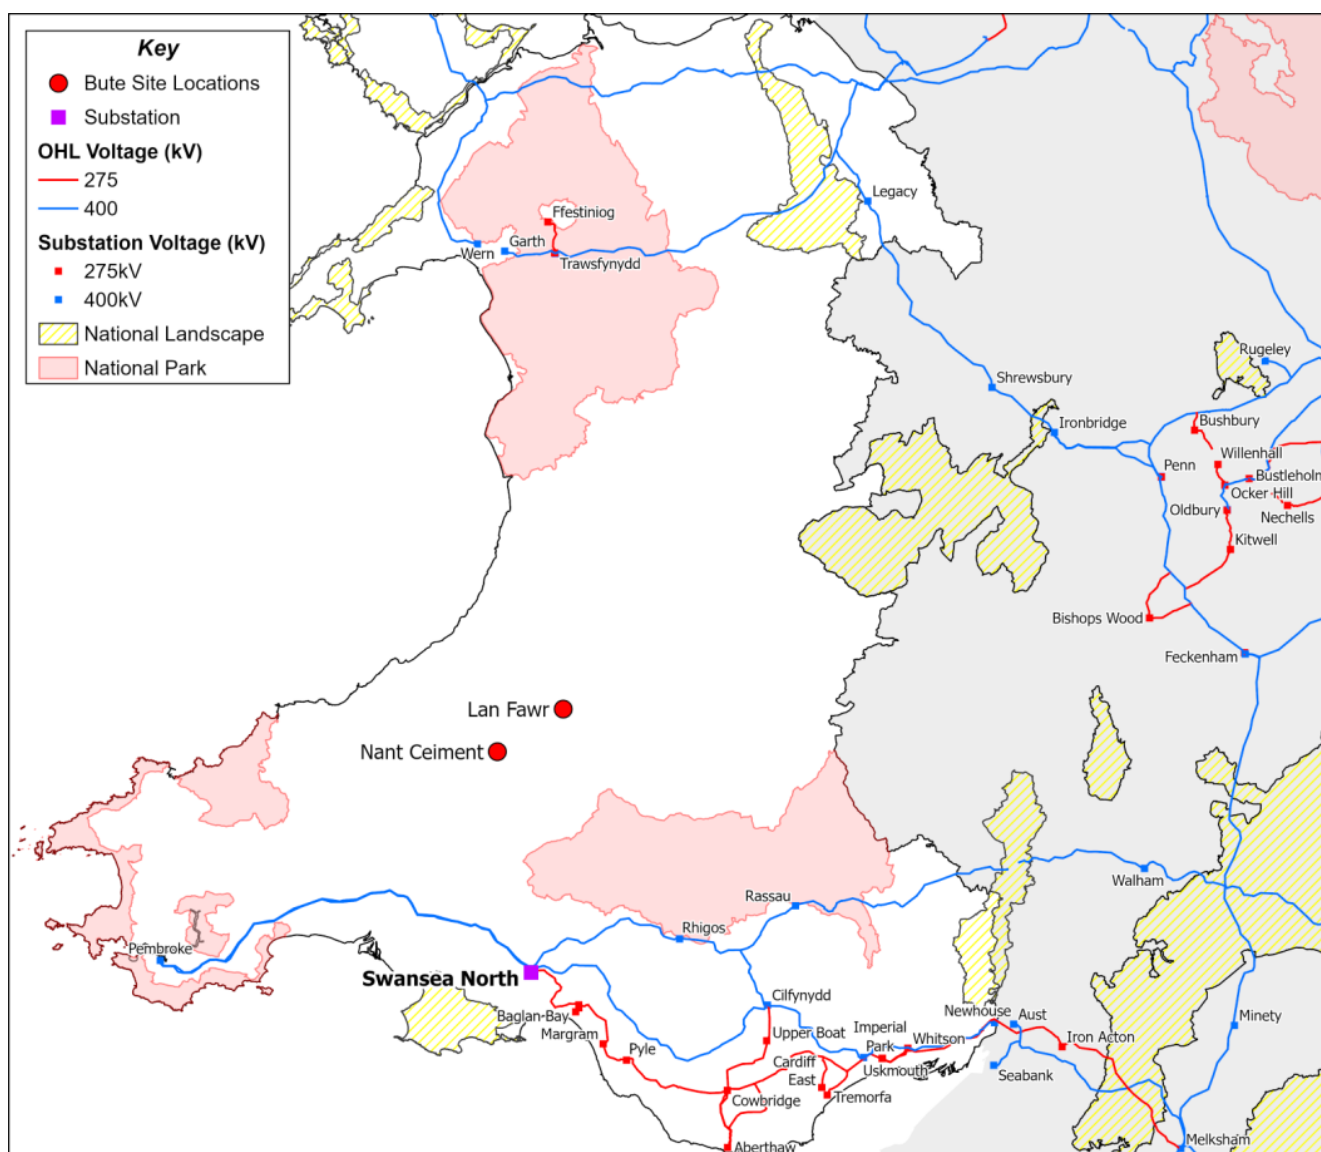 Key
Bute Site Locations
Substation
OHL Voltage (kV)
275
400
Substation Voltage (kV)
275kV
400kV
National Landscape
National Park
Legacy
Ffestiniog
Garth
Wern
Trawsfynydd
Rugeley
Shrewsbury
Ironbridge
Bushbury
Willenhall
Penn
Bustleholm
Ocker Hill
Oldbury
Nechells
Kitwell
Bishops Wood
Feckenham
Lan Fawr
Nant Ceiment
Walham
Rassau
Rhigos
Pembroke
Swansea North
Baglan-Bay
Margram
Pyle
Cilfynydd
Upper Boat
Cardiff
East
Imperial
Park
Whitson
Uskmouth
Newhouse
Aust
Iron Acton
Minety
Seabank
Cowbridge
Tremorfa
Aberthaw
Melksham